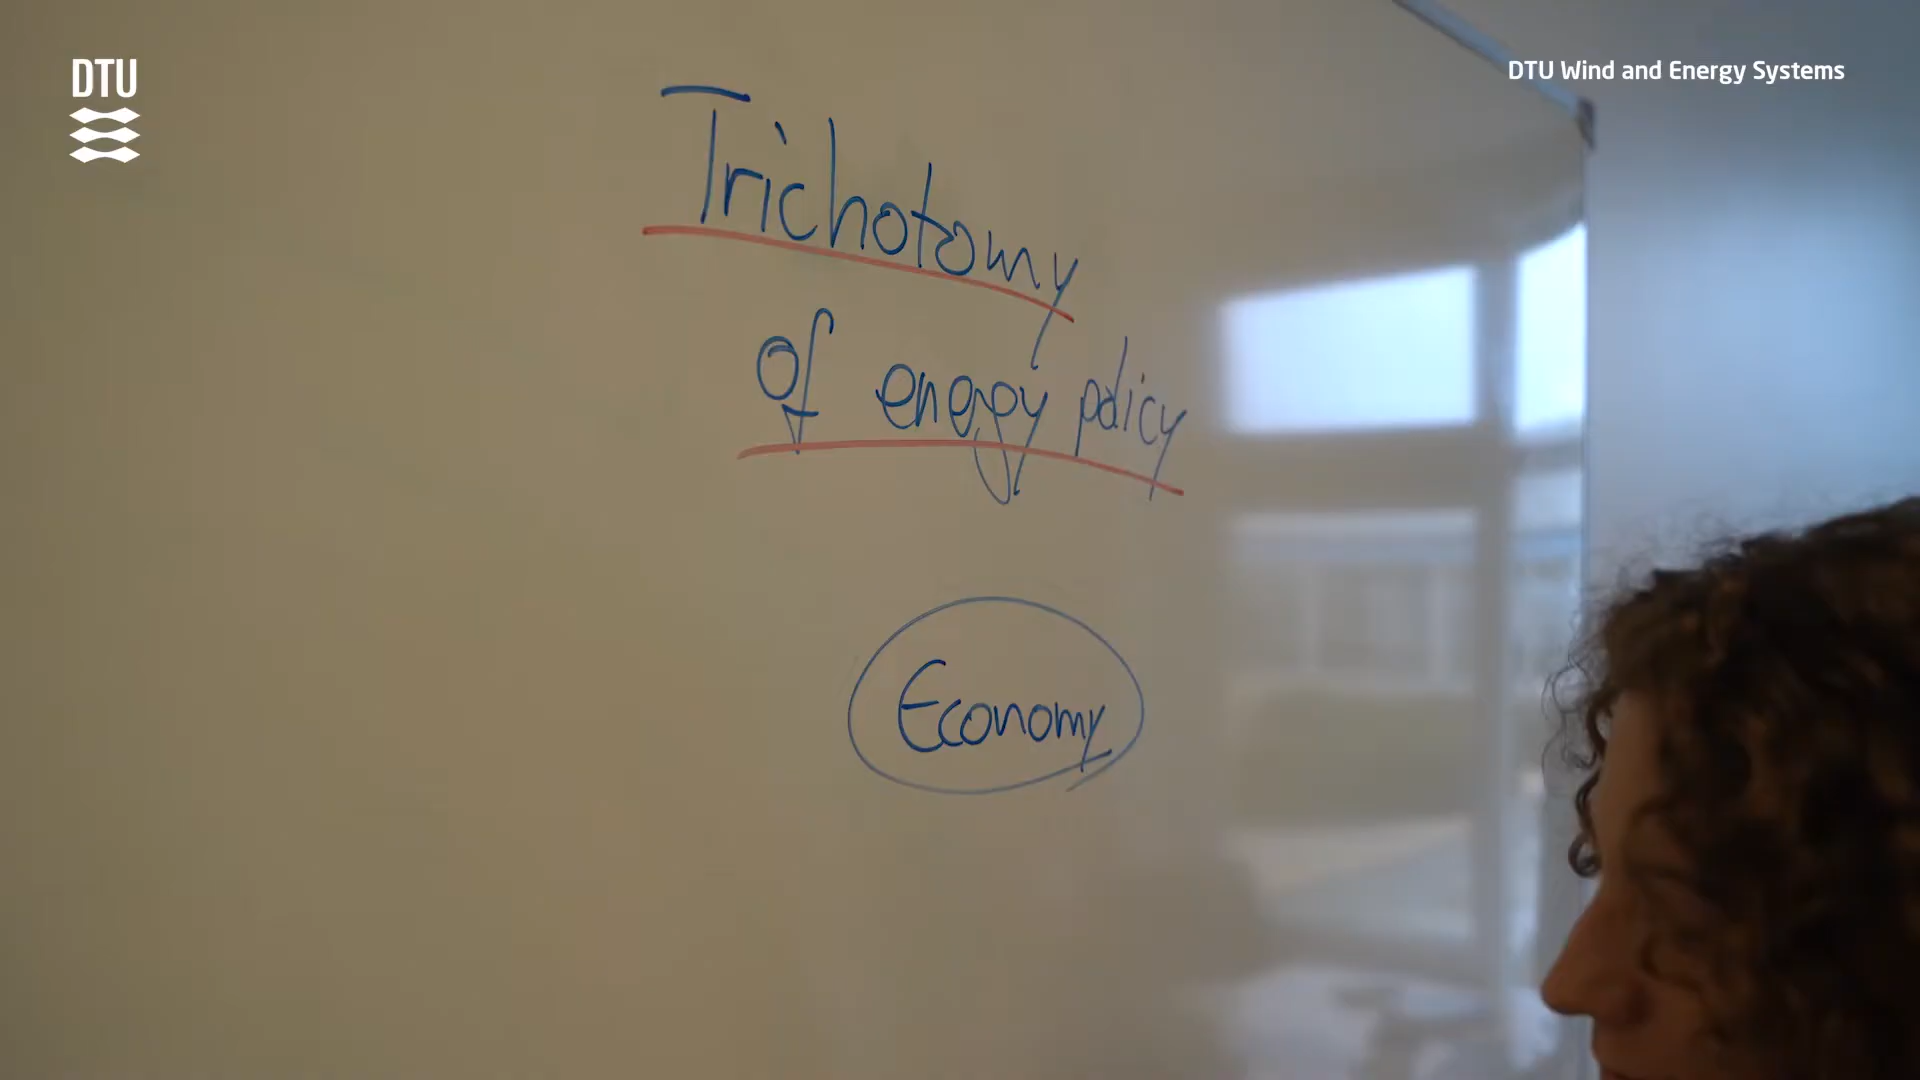 DTU
DTU Wind and Energy Systems
Trichotomy
of energy policy
Economy